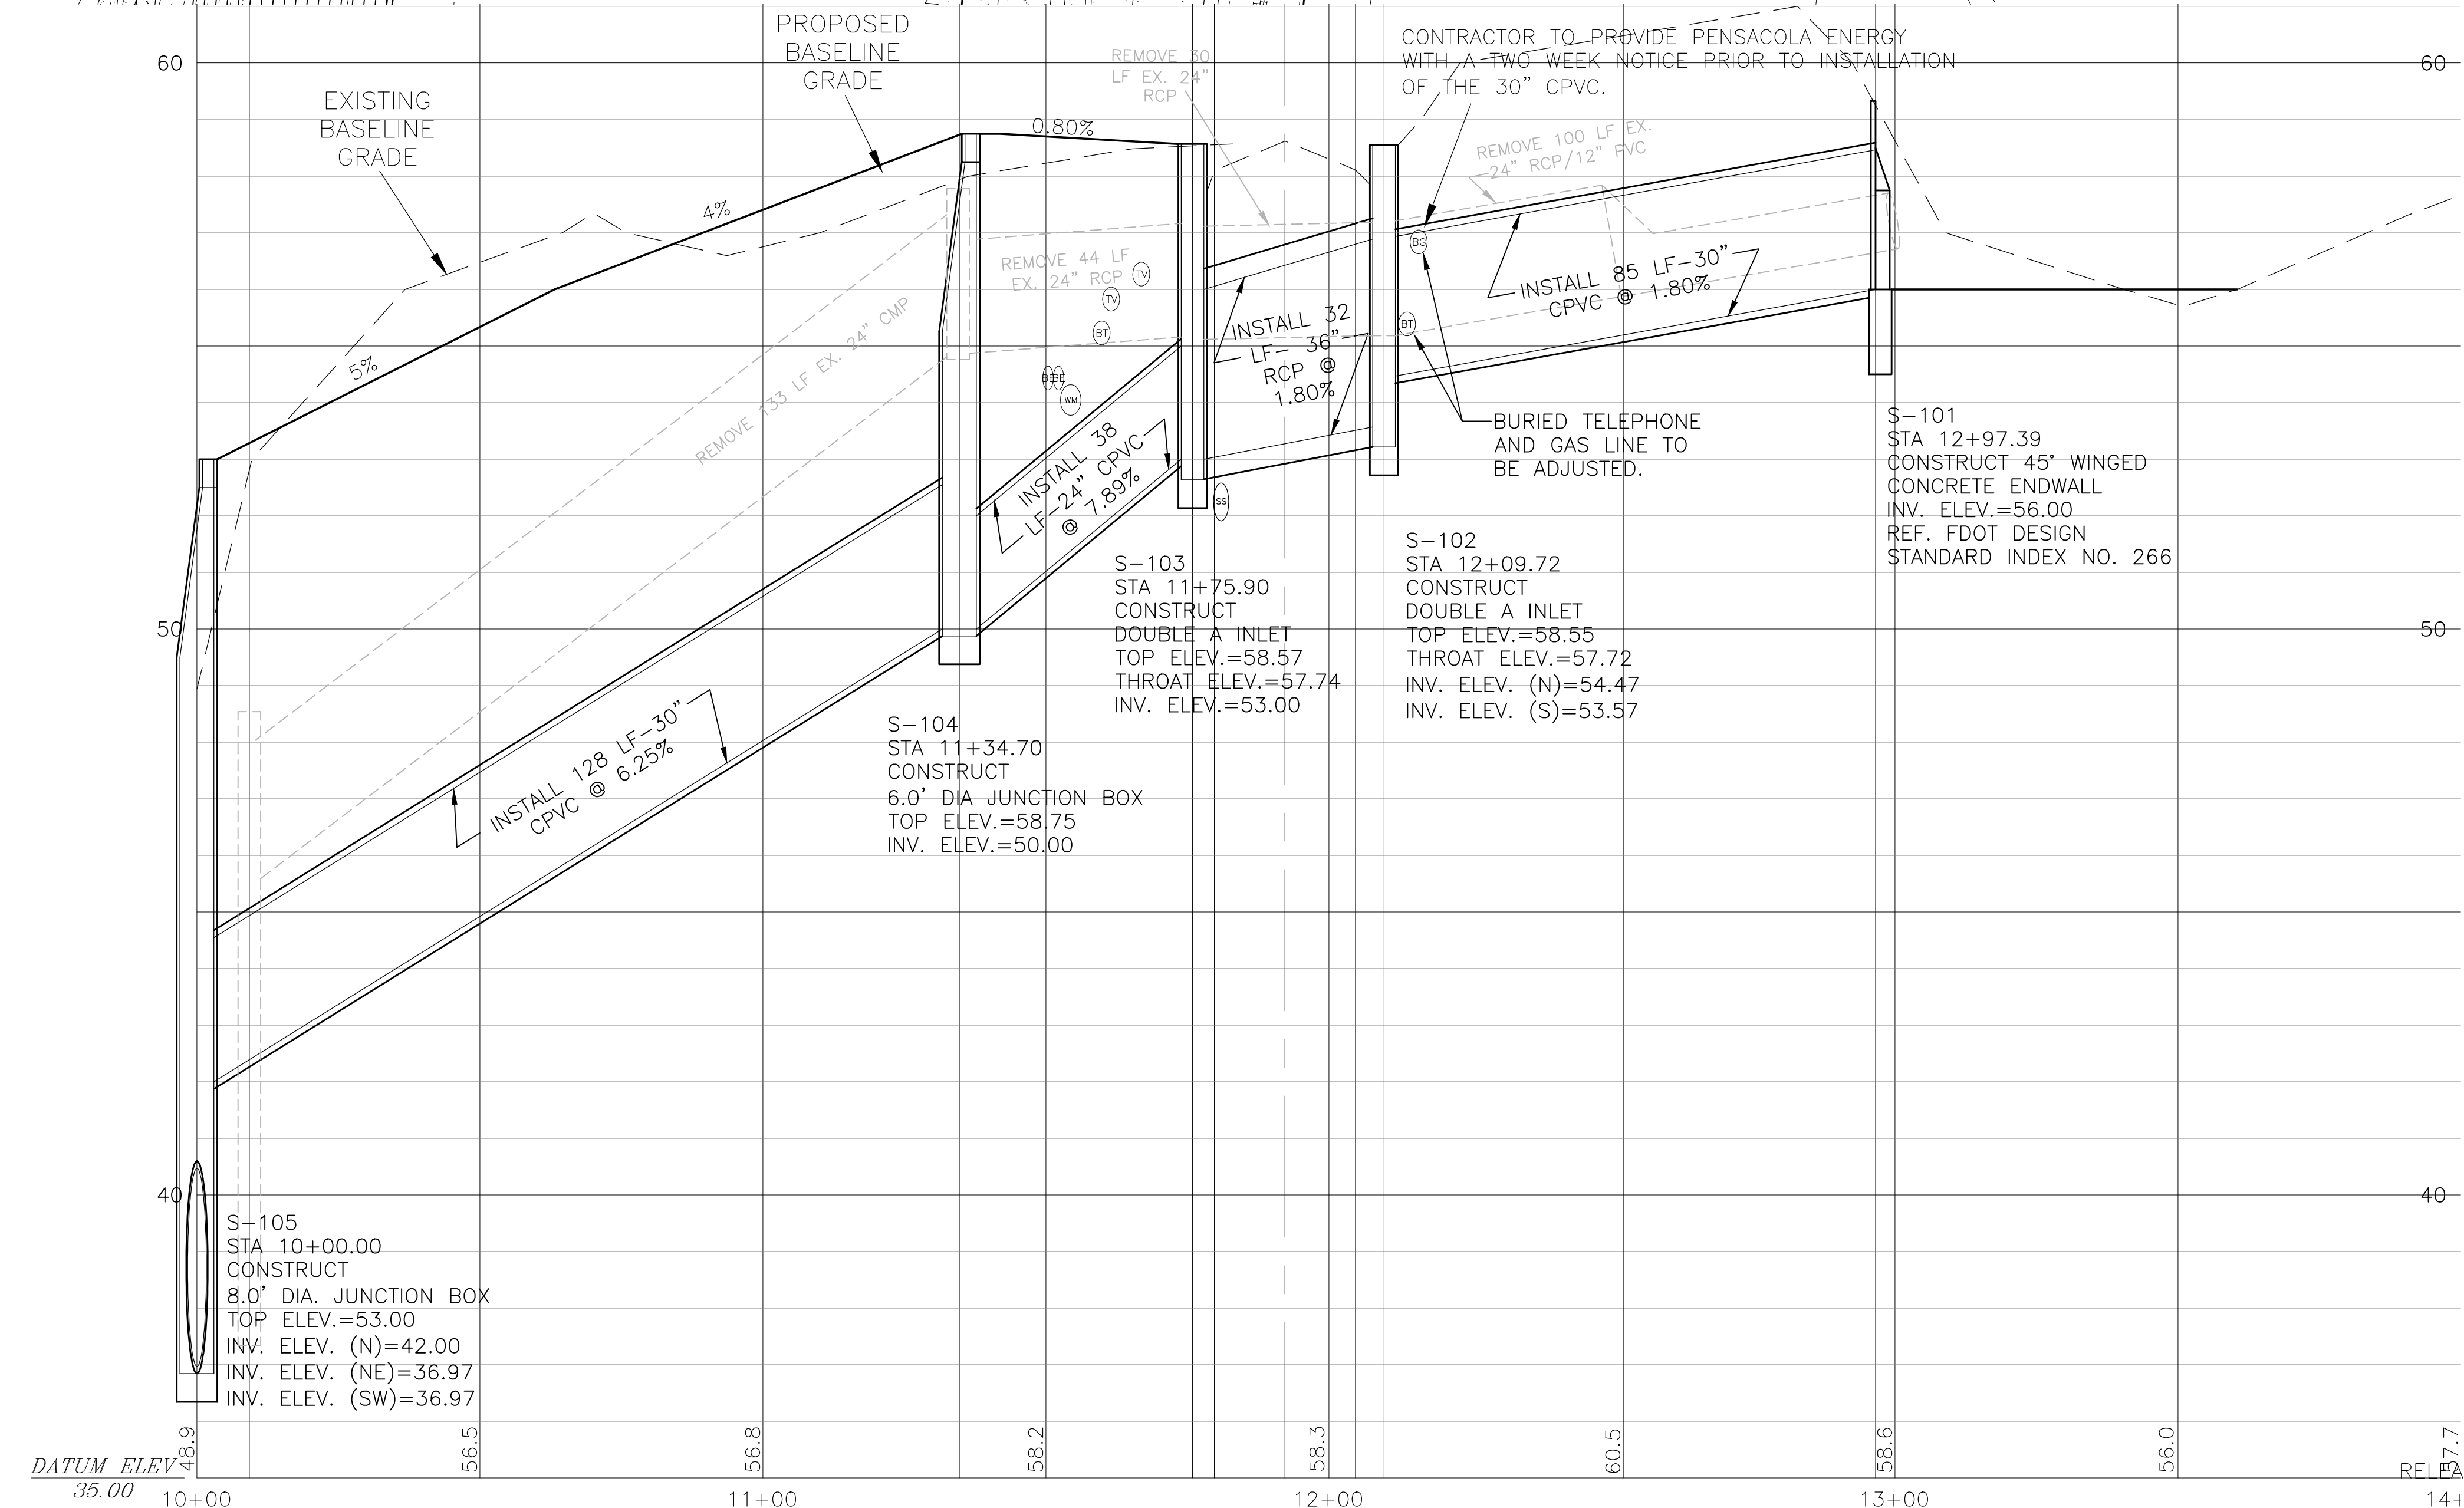 PROPOSED
BASELINE
GRADE
EXISTING
BASELINE
GRADE
REMOVE 30
LF EX. 24"
RCP
CONTRACTOR TO PROVIDE PENSACOLA ENERGY
WITH A TWO WEEK NOTICE PRIOR TO INSTALLATION
OF THE 30" CPVC.
60
60
0.80%
4%
5%
REMOVE 100 LF EX.
24" RCP/12" PVC
REMOVE 44 LF
EX. 24" RCP
TV
TV
BT
BE
BE
WM
BG
BT
SS
REMOVE 133 LF EX. 24" CMP
INSTALL 85 LF-30"
CPVC @ 1.80%
INSTALL 32
LF- 36"
RCP @
1.80%
INSTALL 38
LF-24" CPVC
@ 7.89%
BURIED TELEPHONE
AND GAS LINE TO
BE ADJUSTED.
S-101
STA 12+97.39
CONSTRUCT 45° WINGED
CONCRETE ENDWALL
INV. ELEV.=56.00
REF. FDOT DESIGN
STANDARD INDEX NO. 266
S-102
STA 12+09.72
CONSTRUCT
DOUBLE A INLET
TOP ELEV.=58.55
THROAT ELEV.=57.72
INV. ELEV. (N)=54.47
INV. ELEV. (S)=53.57
S-103
STA 11+75.90
CONSTRUCT
DOUBLE A INLET
TOP ELEV.=58.57
THROAT ELEV.=57.74
INV. ELEV.=53.00
50
50
INSTALL 128 LF-30"
CPVC @ 6.25%
S-104
STA 11+34.70
CONSTRUCT
6.0' DIA JUNCTION BOX
TOP ELEV.=58.75
INV. ELEV.=50.00
40
40
S-105
STA 10+00.00
CONSTRUCT
8.0' DIA. JUNCTION BOX
TOP ELEV.=53.00
INV. ELEV. (N)=42.00
INV. ELEV. (NE)=36.97
INV. ELEV. (SW)=36.97
48.9
56.5
56.8
58.2
58.3
60.5
58.6
56.0
57.7
DATUM ELEV
35.00
10+00
11+00
12+00
13+00
14+